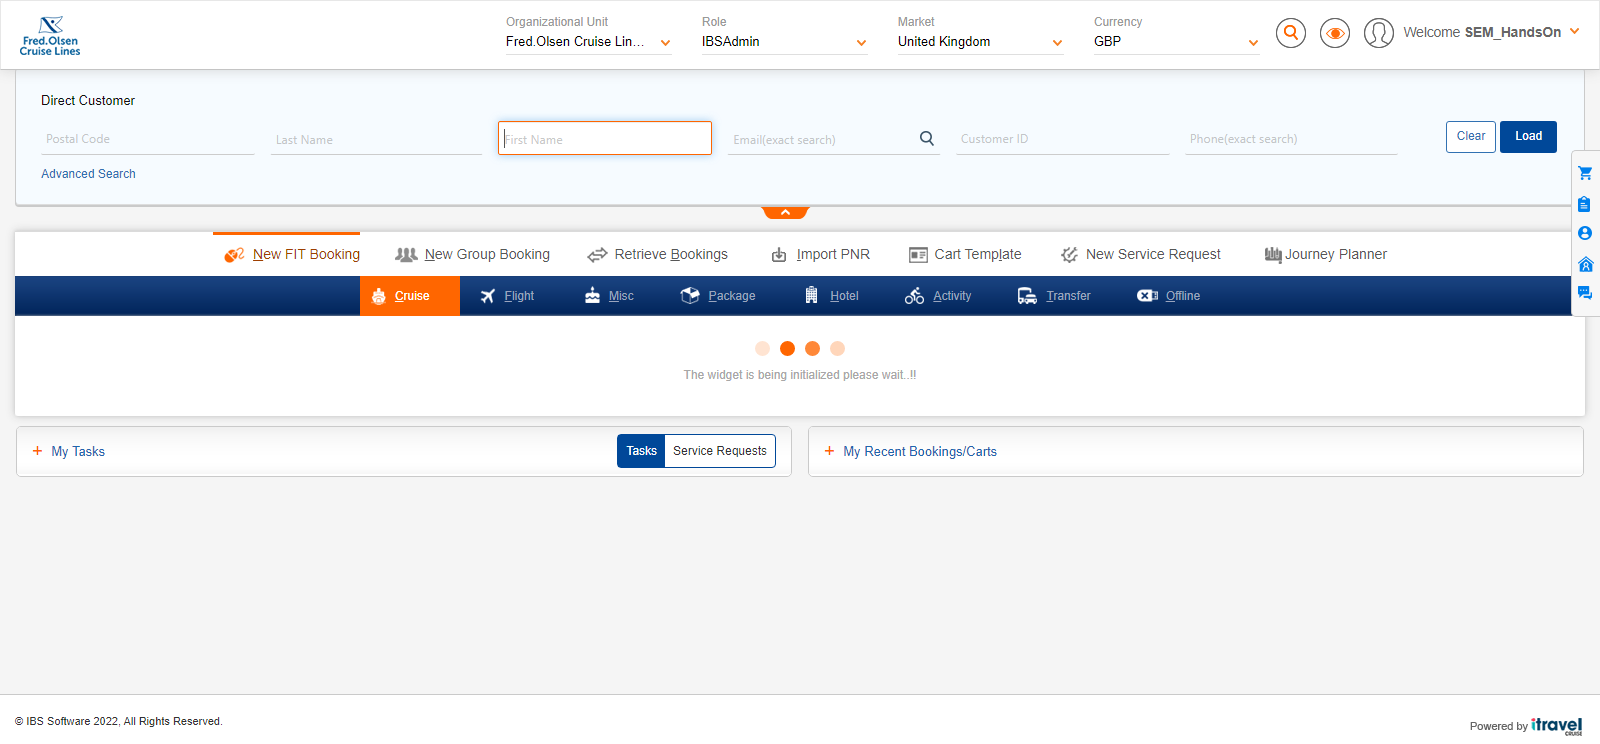 Fred.Olsen
Cruise Lines
Organizational Unit
Fred.Olsen Cruise Lin...
Role
IBSAdmin
Market
United Kingdom
Currency
GBP
Welcome SEM_HandsOn
Direct Customer
Postal Code
Last Name
First Name
Email(exact search)
Customer ID
Phone(exact search)
Clear
Load
Advanced Search
New FIT Booking
New Group Booking
Retrieve Bookings
Import PNR
Cart Template
New Service Request
Journey Planner
Cruise
Flight
Misc
Package
Hotel
Activity
Transfer
Offline
The widget is being initialized please wait..!!
+ My Tasks
Tasks
Service Requests
+ My Recent Bookings/Carts
© IBS Software 2022, All Rights Reserved.
Powered by itravel
CRUISE